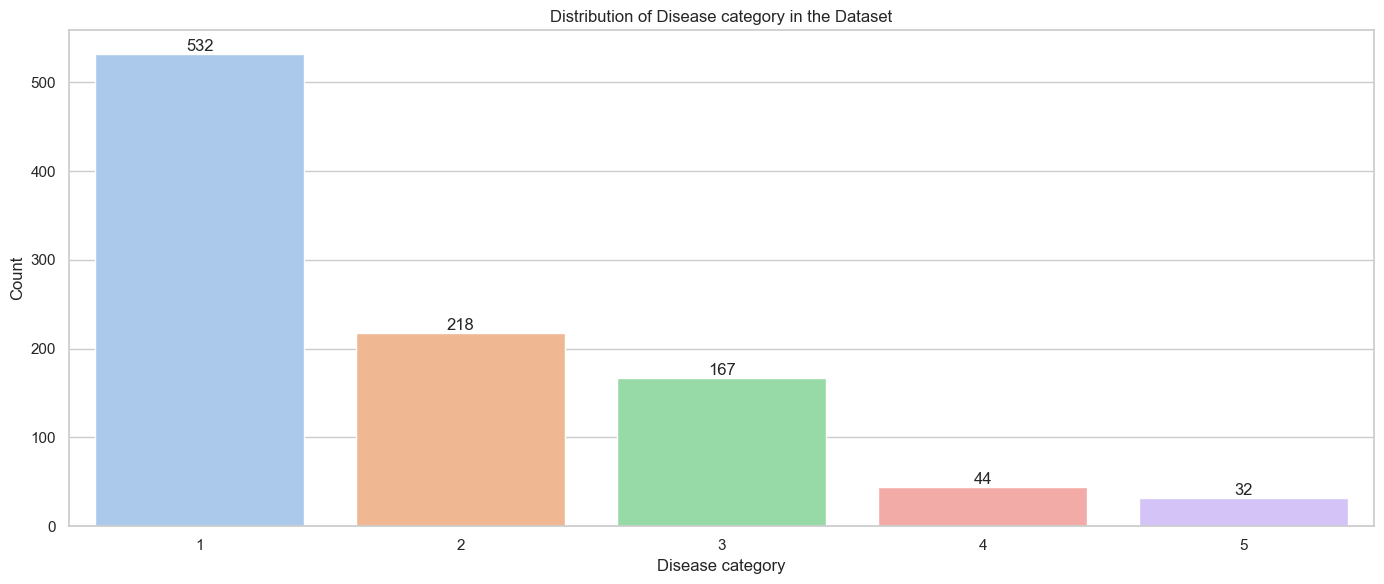 Distribution of Disease category in the Dataset
532
500
400
300
218
200
167
100
44
32
0
Count
1 2 3 4 5
Disease category